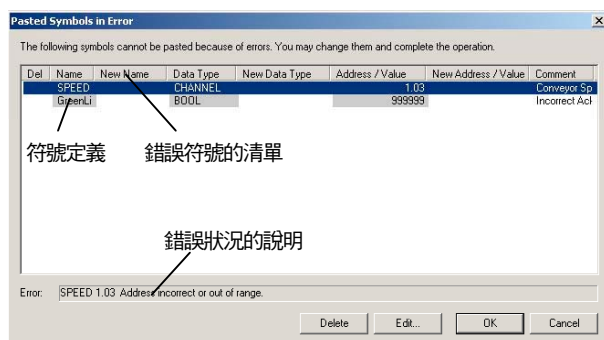 Pasted Symbols in Error
The following symbols cannot be pasted because of errors. You may change them and complete the operation.
Del Name New Name Data Type New Data Type Address / Value New Address / Value Comment
SPEED CHANNEL 1.03 Conveyor Sp
GreenLi BOOL 999999 Incorrect Ack
符號定義 錯誤符號的清單
錯誤狀況的說明
Error: SPEED 1.03 Address incorrect or out of range.
Delete Edit... OK Cancel